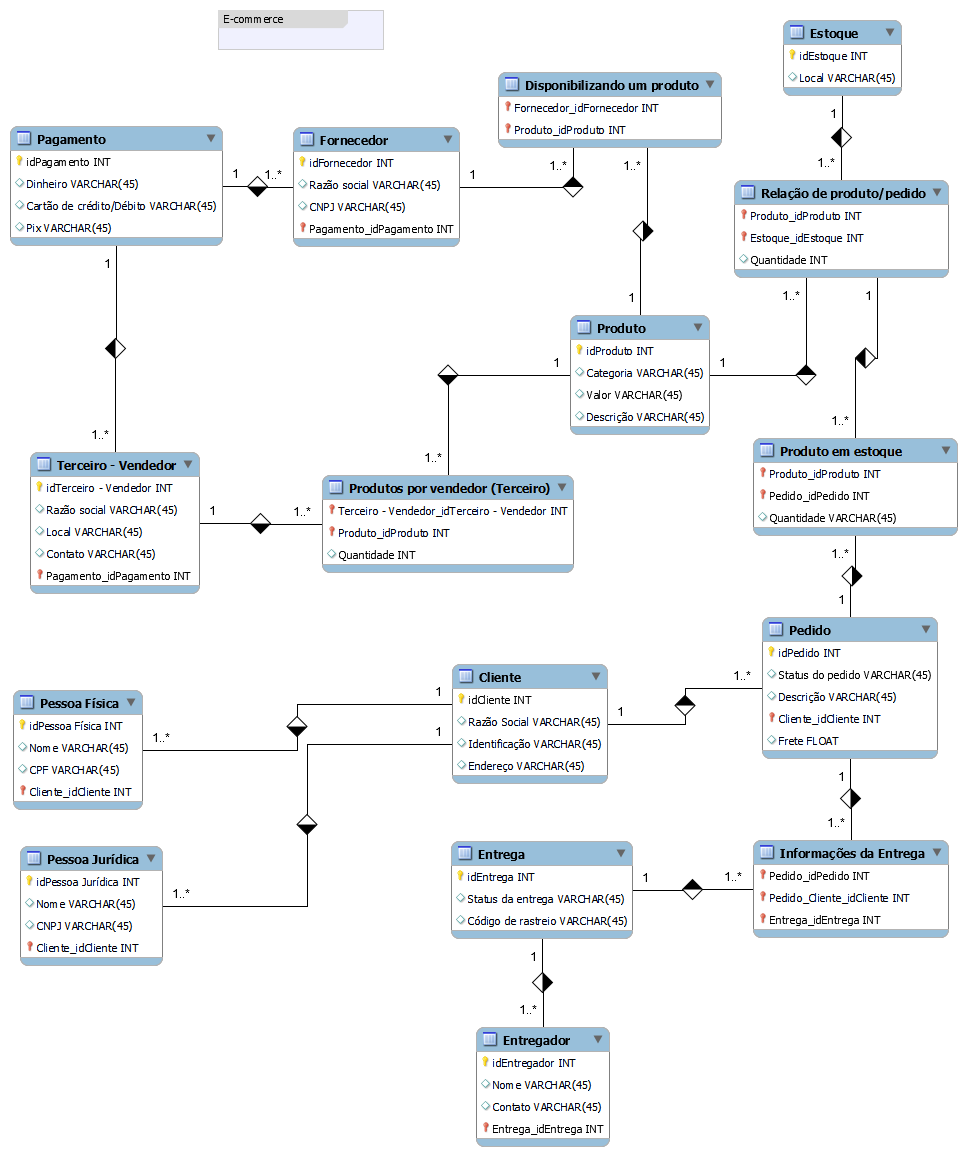 E-commerce
Estoque
idEstoque INT
Local VARCHAR(45)
1
1..*
Disponibilizando um produto
Fornecedor_idFornecedor INT
Produto_idProduto INT
1..*
1..*
1
Pagamento
idPagamento INT
Dinheiro VARCHAR(45)
Cartão de crédito/Débito VARCHAR(45)
Pix VARCHAR(45)
1
1..*
Fornecedor
idFornecedor INT
Razão social VARCHAR(45)
CNPJ VARCHAR(45)
Pagamento_idPagamento INT
1
1
1..*
Relação de produto/pedido
Produto_idProduto INT
Estoque_idEstoque INT
Quantidade INT
1..*
1
1..*
Produto
idProduto INT
Categoria VARCHAR(45)
Valor VARCHAR(45)
Descrição VARCHAR(45)
1
1
1..*
Terceiro - Vendedor
idTerceiro - Vendedor INT
Razão social VARCHAR(45)
Local VARCHAR(45)
Contato VARCHAR(45)
Pagamento_idPagamento INT
1
1..*
Produtos por vendedor (Terceiro)
Terceiro - Vendedor_idTerceiro - Vendedor INT
Produto_idProduto INT
Quantidade INT
Produto em estoque
Produto_idProduto INT
Pedido_idPedido INT
Quantidade VARCHAR(45)
1..*
1
Pedido
idPedido INT
Status do pedido VARCHAR(45)
Descrição VARCHAR(45)
Cliente_idCliente INT
Frete FLOAT
1
1..*
Cliente
idCliente INT
Razão Social VARCHAR(45)
Identificação VARCHAR(45)
Endereço VARCHAR(45)
1
1..*
1
1
Pessoa Física
idPessoa Física INT
Nome VARCHAR(45)
CPF VARCHAR(45)
Cliente_idCliente INT
1..*
Pessoa Jurídica
idPessoa Jurídica INT
Nome VARCHAR(45)
CNPJ VARCHAR(45)
Cliente_idCliente INT
1..*
Entrega
idEntrega INT
Status da entrega VARCHAR(45)
Código de rastreio VARCHAR(45)
1
1..*
Informações da Entrega
Pedido_idPedido INT
Pedido_Cliente_idCliente INT
Entrega_idEntrega INT
1
1..*
Entregador
idEntregador INT
Nome VARCHAR(45)
Contato VARCHAR(45)
Entrega_idEntrega INT